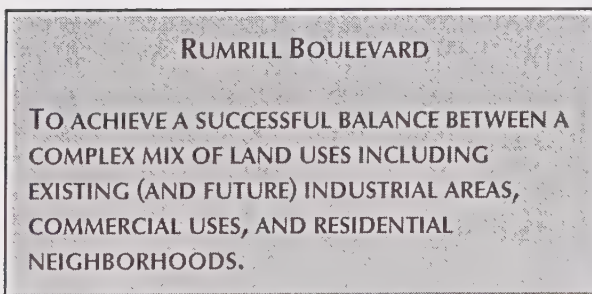 RUMRILL BOULEVARD
TO ACHIEVE A SUCCESSFUL BALANCE BETWEEN A
COMPLEX MIX OF LAND USES INCLUDING
EXISTING (AND FUTURE) INDUSTRIAL AREAS,
COMMERCIAL USES, AND RESIDENTIAL
NEIGHBORHOODS.